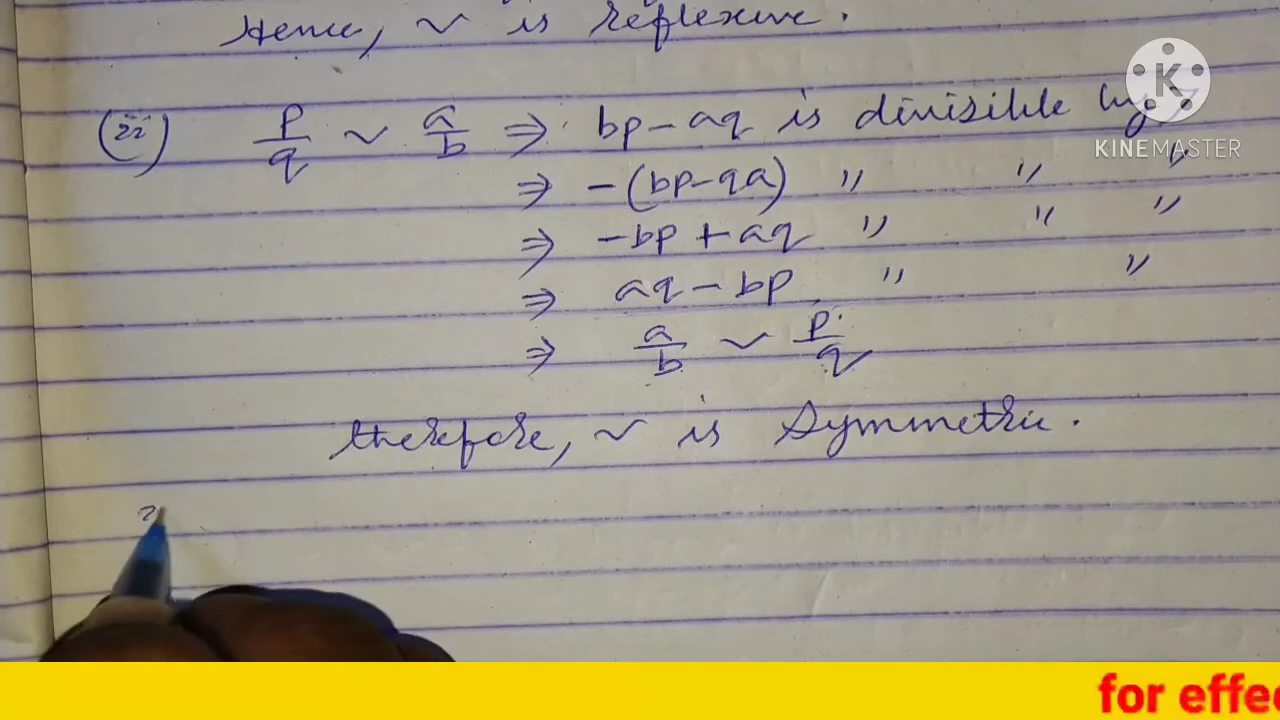 Hence, ~ is reflexive.
(ii) p/q ~ a/b ⇒ bp-aq is divisible by 7
⇒ -(bp-qa) " " "
⇒ -bp+aq " " "
⇒ aq-bp " "
⇒ a/b ~ p/q
therefore, ~ is Symmetric.
K
KINEMASTER
for effe